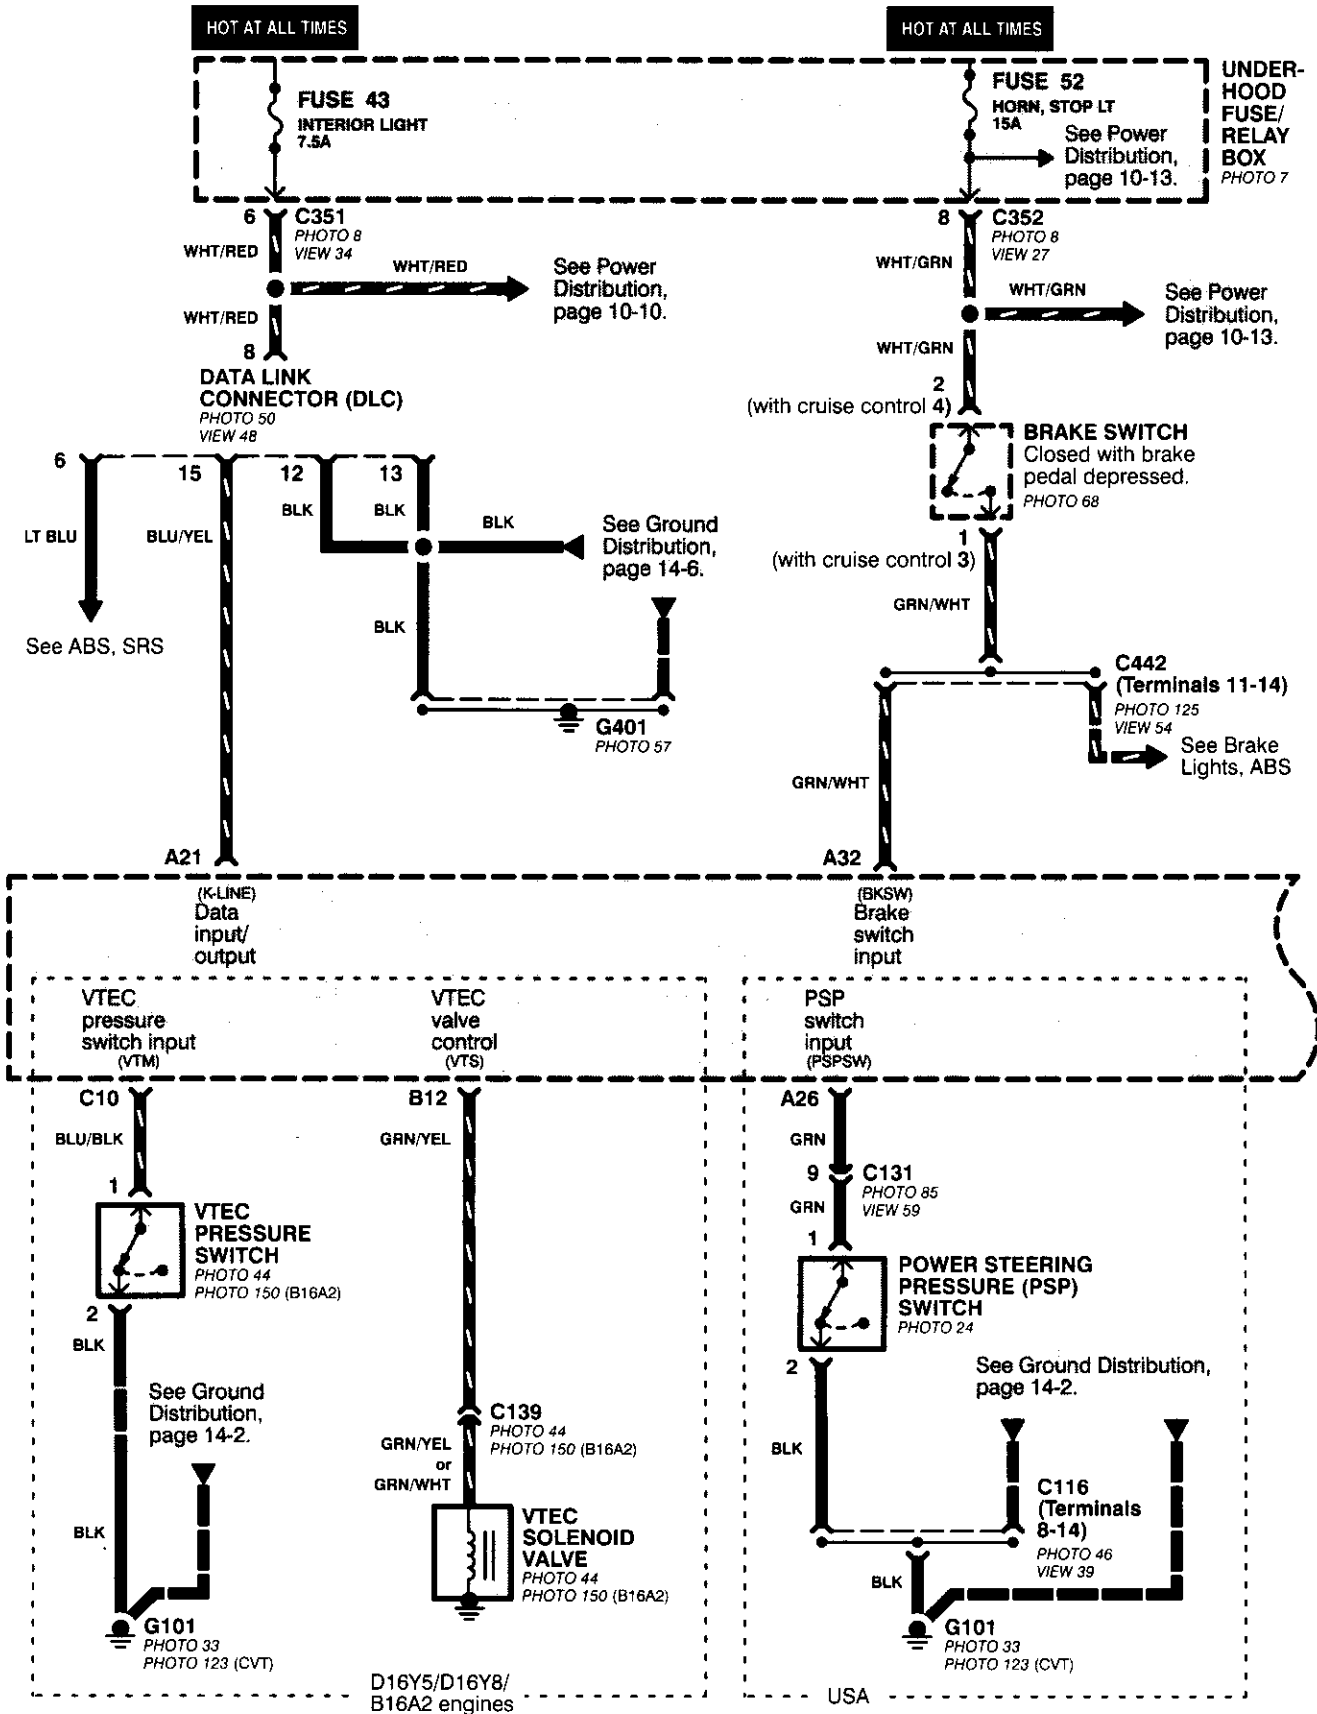 HOT AT ALL TIMES
HOT AT ALL TIMES
FUSE 43
INTERIOR LIGHT
7.5A
FUSE 52
HORN, STOP LT
15A
See Power
Distribution,
page 10-13.
UNDER-
HOOD
FUSE/
RELAY
BOX
PHOTO 7
6
C351
PHOTO 8
VIEW 34
WHT/RED
WHT/RED
See Power
Distribution,
page 10-10.
WHT/RED
8
DATA LINK
CONNECTOR (DLC)
PHOTO 50
VIEW 48
8
C352
PHOTO 8
VIEW 27
WHT/GRN
WHT/GRN
See Power
Distribution,
page 10-13.
WHT/GRN
2
(with cruise control 4)
BRAKE SWITCH
Closed with brake
pedal depressed.
PHOTO 68
1
(with cruise control 3)
GRN/WHT
6
15
12
13
LT BLU
BLU/YEL
BLK
BLK
BLK
See Ground
Distribution,
page 14-6.
See ABS, SRS
BLK
G401
PHOTO 57
C442
(Terminals 11-14)
PHOTO 125
VIEW 54
See Brake
Lights, ABS
GRN/WHT
A21
A32
(K-LINE)
Data
input/
output
(BKSW)
Brake
switch
input
VTEC
pressure
switch input
(VTM)
VTEC
valve
control
(VTS)
PSP
switch
input
(PSPSW)
C10
BLU/BLK
1
VTEC
PRESSURE
SWITCH
PHOTO 44
PHOTO 150 (B16A2)
2
BLK
See Ground
Distribution,
page 14-2.
BLK
G101
PHOTO 33
PHOTO 123 (CVT)
B12
GRN/YEL
C139
PHOTO 44
PHOTO 150 (B16A2)
GRN/YEL
or
GRN/WHT
VTEC
SOLENOID
VALVE
PHOTO 44
PHOTO 150 (B16A2)
D16Y5/D16Y8/
B16A2 engines
A26
GRN
9
C131
PHOTO 85
VIEW 59
GRN
1
POWER STEERING
PRESSURE (PSP)
SWITCH
PHOTO 24
2
See Ground Distribution,
page 14-2.
BLK
C116
(Terminals
8-14)
PHOTO 46
VIEW 39
BLK
G101
PHOTO 33
PHOTO 123 (CVT)
USA